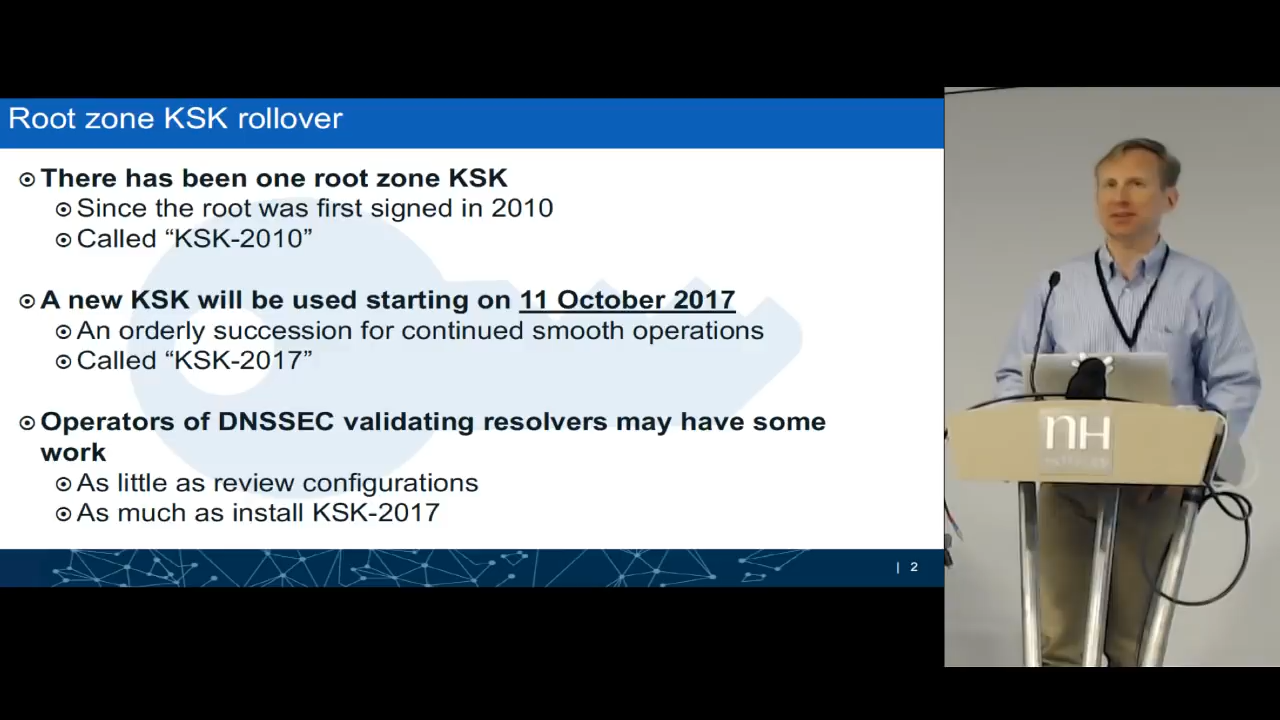 Root zone KSK rollover
There has been one root zone KSK
Since the root was first signed in 2010
Called “KSK-2010”
A new KSK will be used starting on 11 October 2017
An orderly succession for continued smooth operations
Called “KSK-2017”
Operators of DNSSEC validating resolvers may have some
work
As little as review configurations
As much as install KSK-2017
| 2
nH